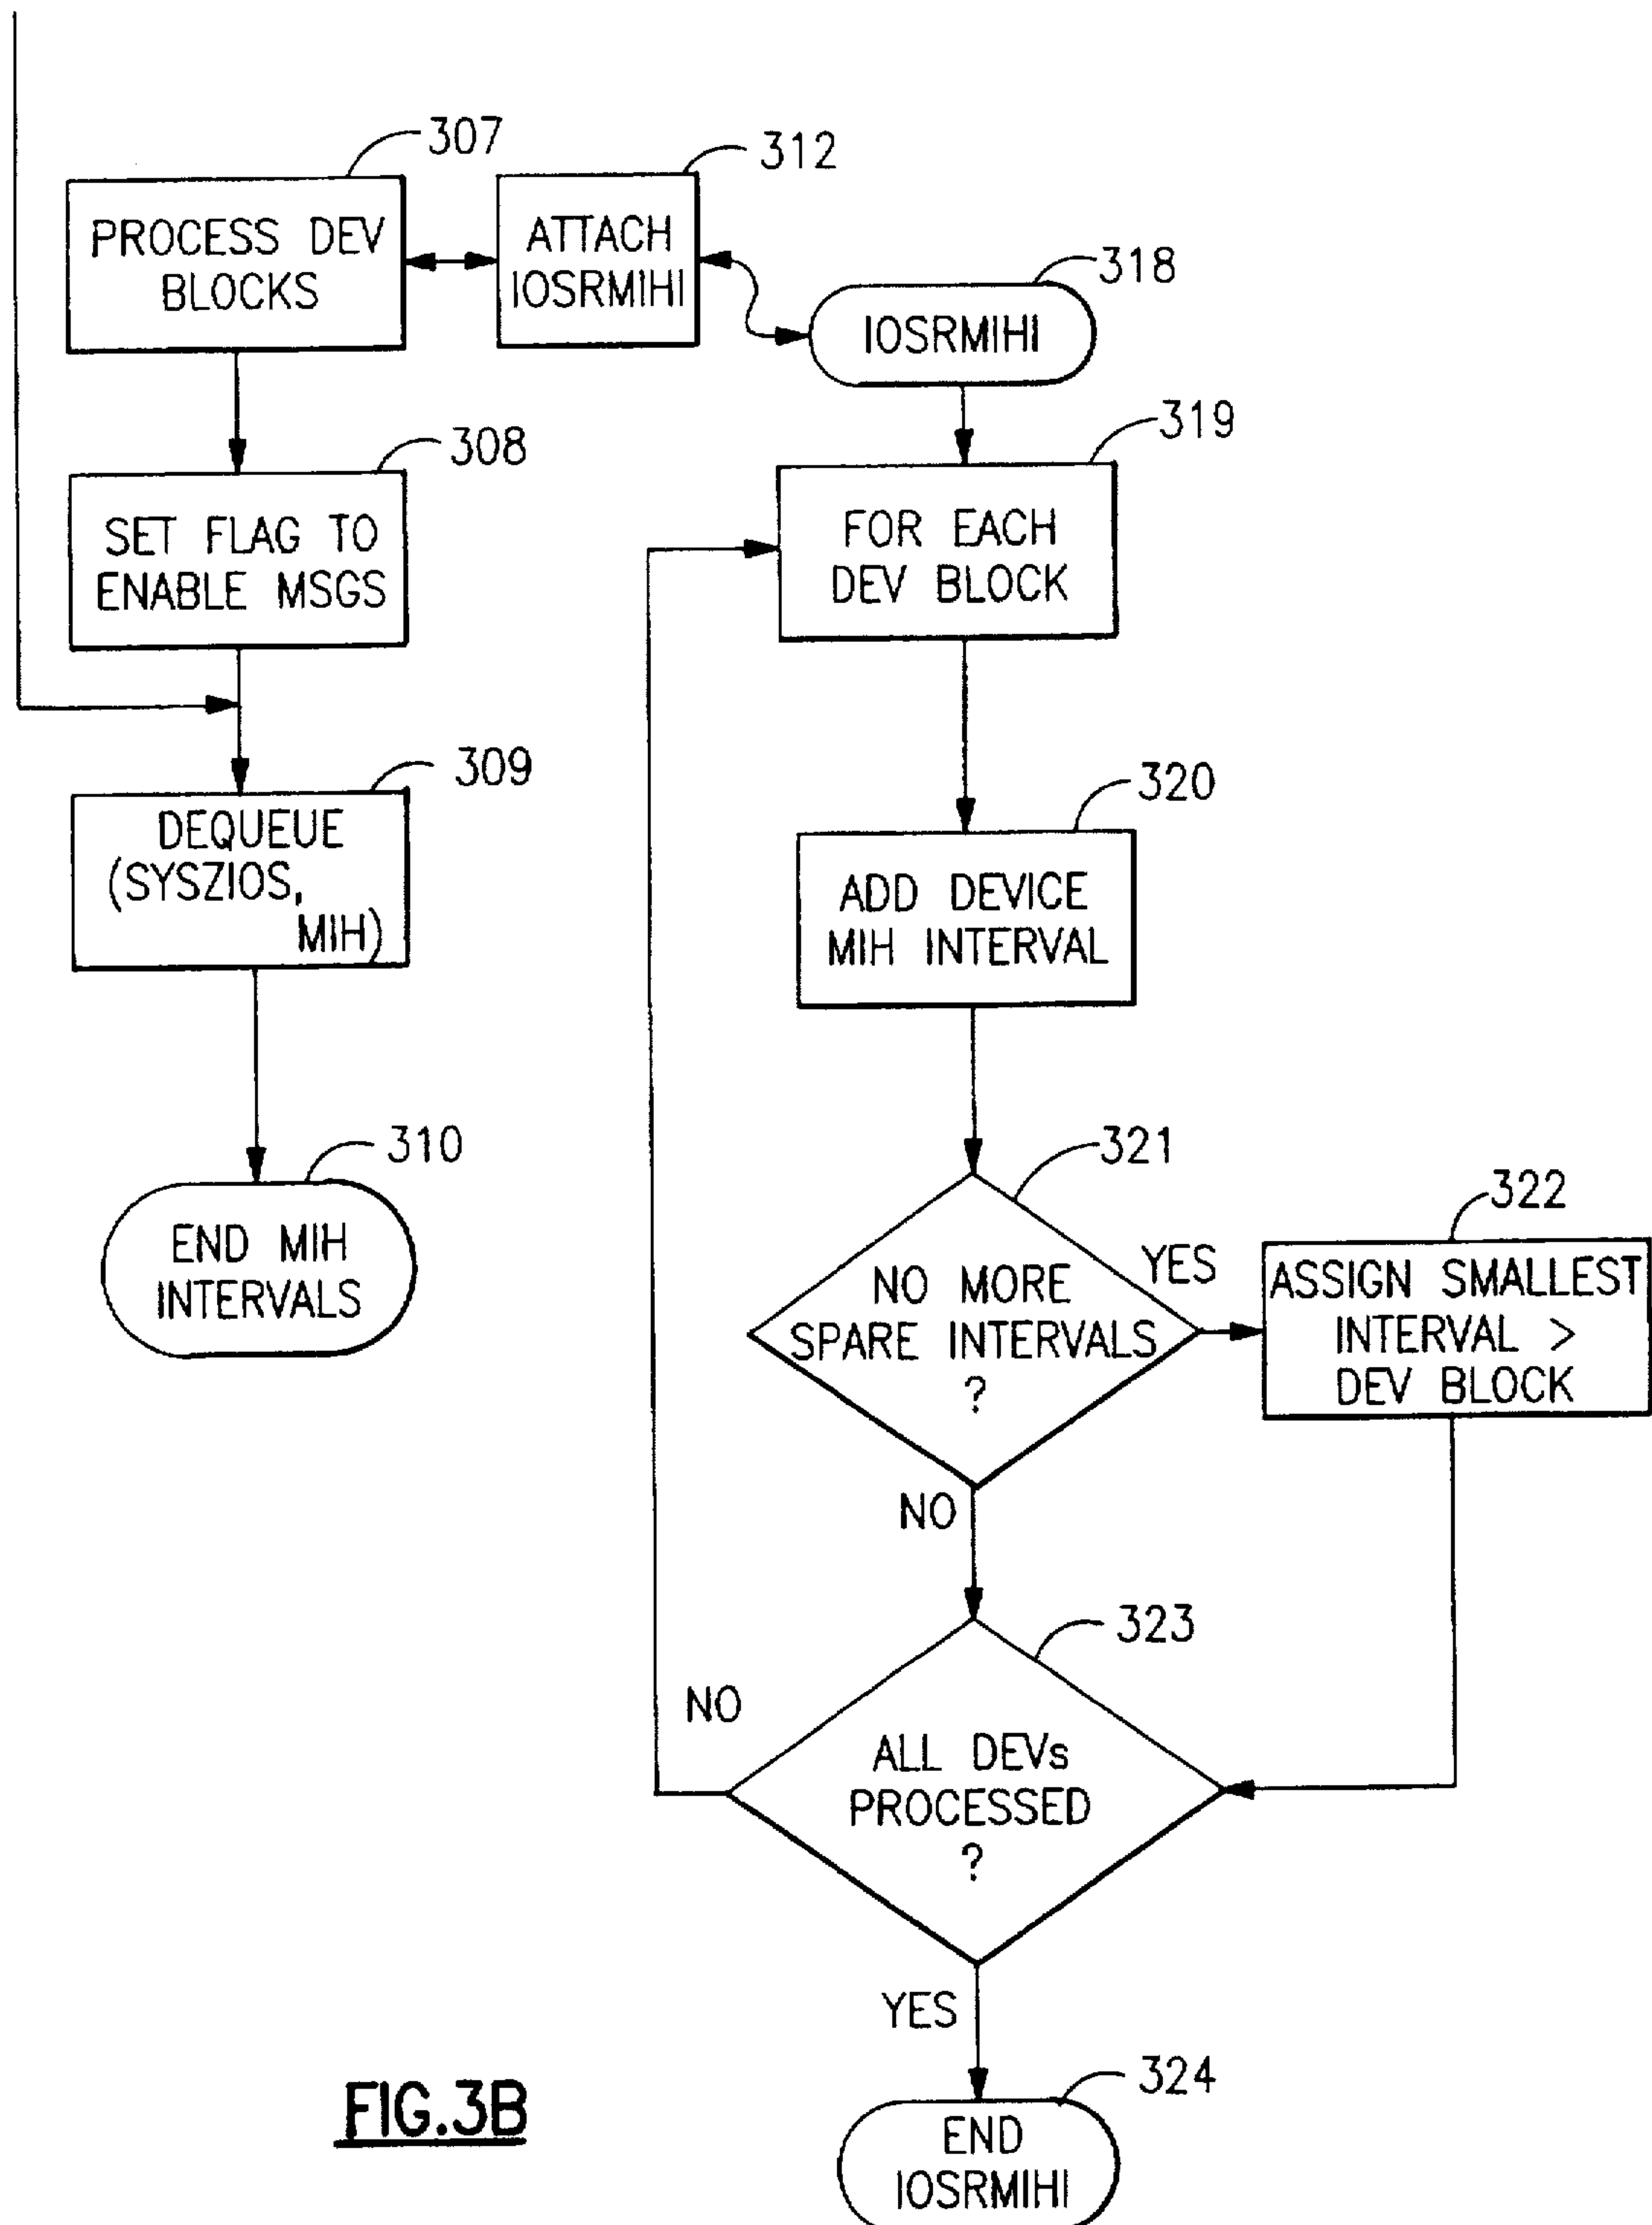 307
PROCESS DEV
BLOCKS
312
ATTACH
IOSRMIHI
318
IOSRMIHI
308
SET FLAG TO
ENABLE MSGS
319
FOR EACH
DEV BLOCK
309
DEQUEUE
(SYSZIOS,
MIH)
320
ADD DEVICE
MIH INTERVAL
310
END MIH
INTERVALS
321
NO MORE
SPARE INTERVALS
?
YES
322
ASSIGN SMALLEST
INTERVAL >
DEV BLOCK
NO
323
NO
ALL DEVs
PROCESSED
?
YES
324
END
IOSRMIHI
FIG.3B